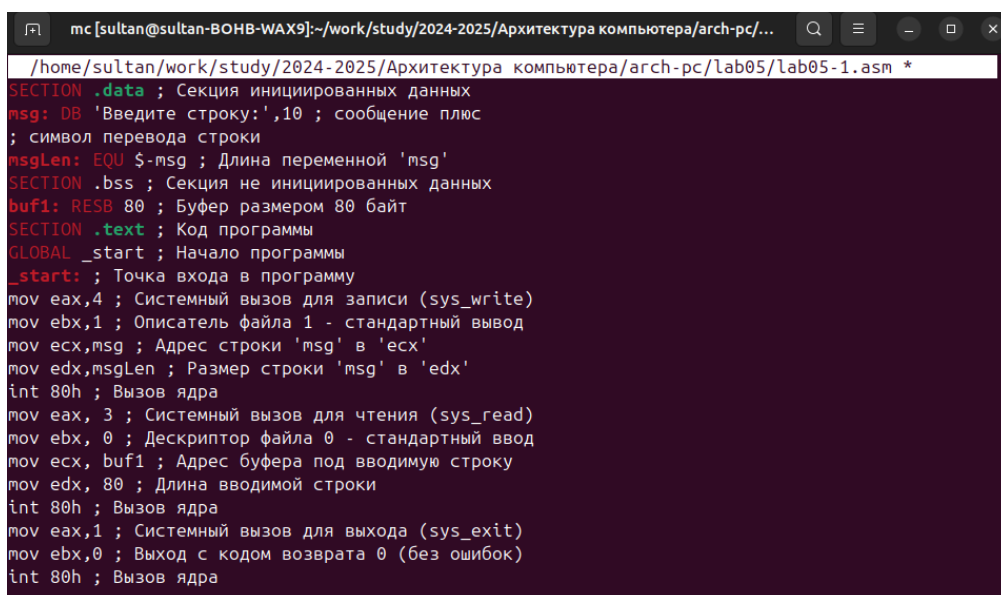 mc [sultan@sultan-BOHB-WAX9]:~/work/study/2024-2025/Архитектура компьютера/arch-pc/...
/home/sultan/work/study/2024-2025/Архитектура компьютера/arch-pc/lab05/lab05-1.asm *
SECTION .data ; Секция инициированных данных
msg: DB 'Введите строку:',10 ; сообщение плюс
; символ перевода строки
msgLen: EQU $-msg ; Длина переменной 'msg'
SECTION .bss ; Секция не инициированных данных
buf1: RESB 80 ; Буфер размером 80 байт
SECTION .text ; Код программы
GLOBAL _start ; Начало программы
_start: ; Точка входа в программу
mov eax,4 ; Системный вызов для записи (sys_write)
mov ebx,1 ; Описатель файла 1 - стандартный вывод
mov ecx,msg ; Адрес строки 'msg' в 'ecx'
mov edx,msgLen ; Размер строки 'msg' в 'edx'
int 80h ; Вызов ядра
mov eax, 3 ; Системный вызов для чтения (sys_read)
mov ebx, 0 ; Дескриптор файла 0 - стандартный ввод
mov ecx, buf1 ; Адрес буфера под вводимую строку
mov edx, 80 ; Длина вводимой строки
int 80h ; Вызов ядра
mov eax,1 ; Системный вызов для выхода (sys_exit)
mov ebx,0 ; Выход с кодом возврата 0 (без ошибок)
int 80h ; Вызов ядра